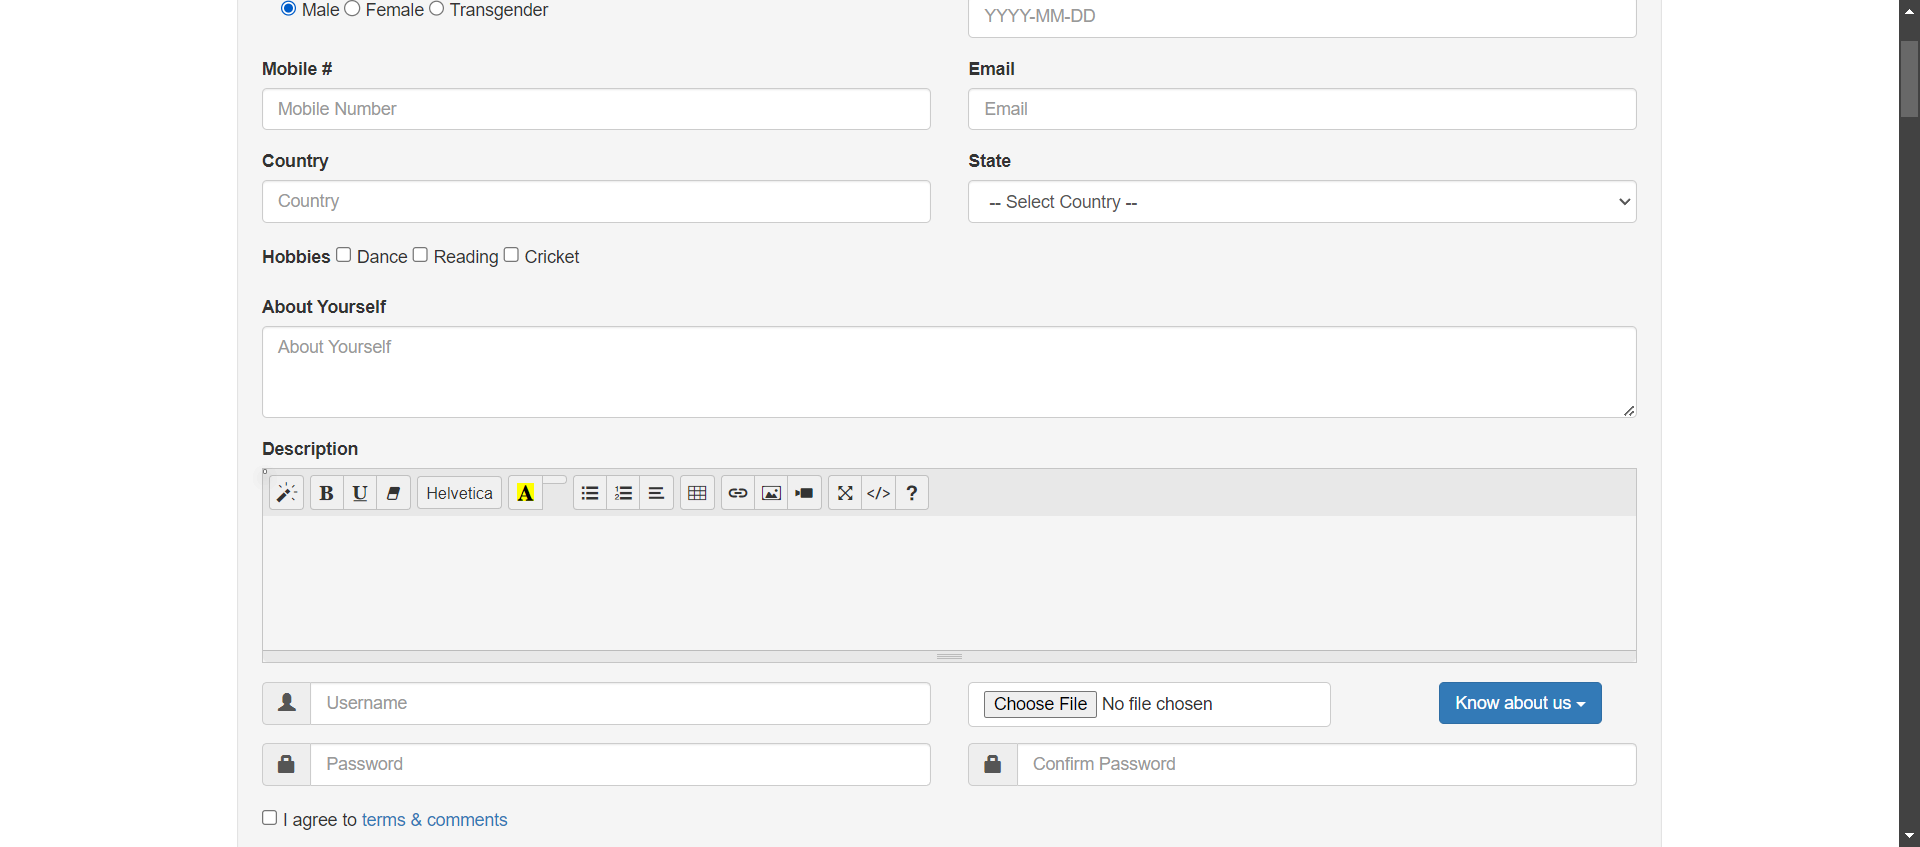 Male Female Transgender
YYYY-MM-DD
Mobile # Email
Mobile Number Email
Country State
Country -- Select Country --
Hobbies Dance Reading Cricket
About Yourself
About Yourself
Description
B U Helvetica A </> ?
Username Choose File No file chosen Know about us
Password Confirm Password
I agree to terms & comments